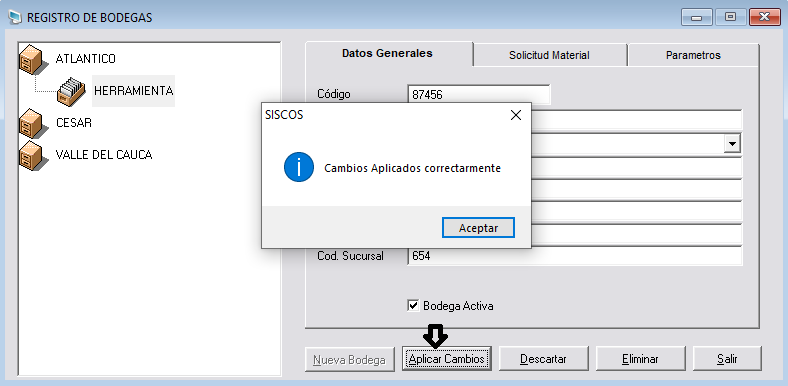 REGISTRO DE BODEGAS
ATLANTICO
HERRAMIENTA
CESAR
VALLE DEL CAUCA
Datos Generales
Solicitud Material
Parametros
Código
87456
SISCOS
Cambios Aplicados correctarmente
Aceptar
Cod. Sucursal
654
Bodega Activa
Nueva Bodega
Aplicar Cambios
Descartar
Eliminar
Salir